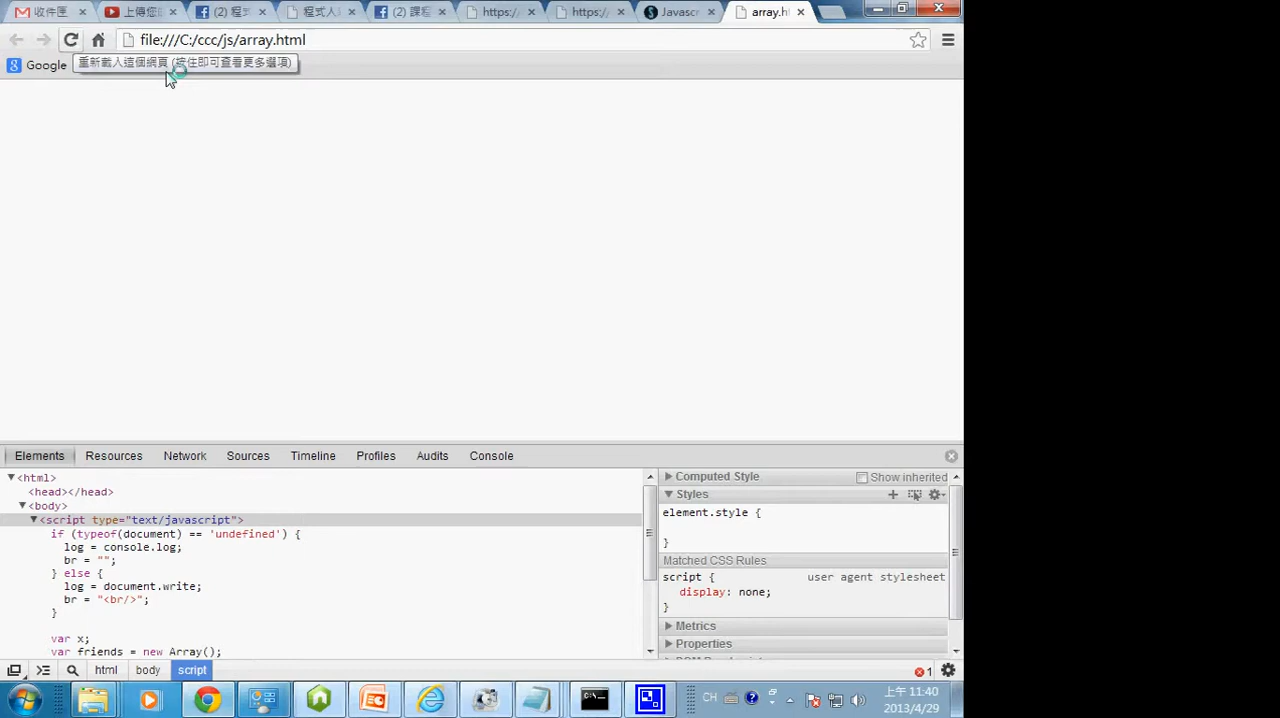 收件匣
上傳您
(2) 程
程式人
(2) 課程
https:/
https:/
Javascr
array.h
file:///C:/ccc/js/array.html
Google
重新載入這個網頁 (按住即可查看更多選項)
Elements
Resources
Network
Sources
Timeline
Profiles
Audits
Console
<html>
<head></head>
<body>
<script type="text/javascript">
if (typeof(document) == 'undefined') {
log = console.log;
br = "";
} else {
log = document.write;
br = "<br/>";
}
var x;
var friends = new Array();
Computed Style
Show inherited
Styles
element.style {
}
Matched CSS Rules
script {
user agent stylesheet
display: none;
}
Metrics
Properties
html
body
script
1
CH
上午 11:40
2013/4/29